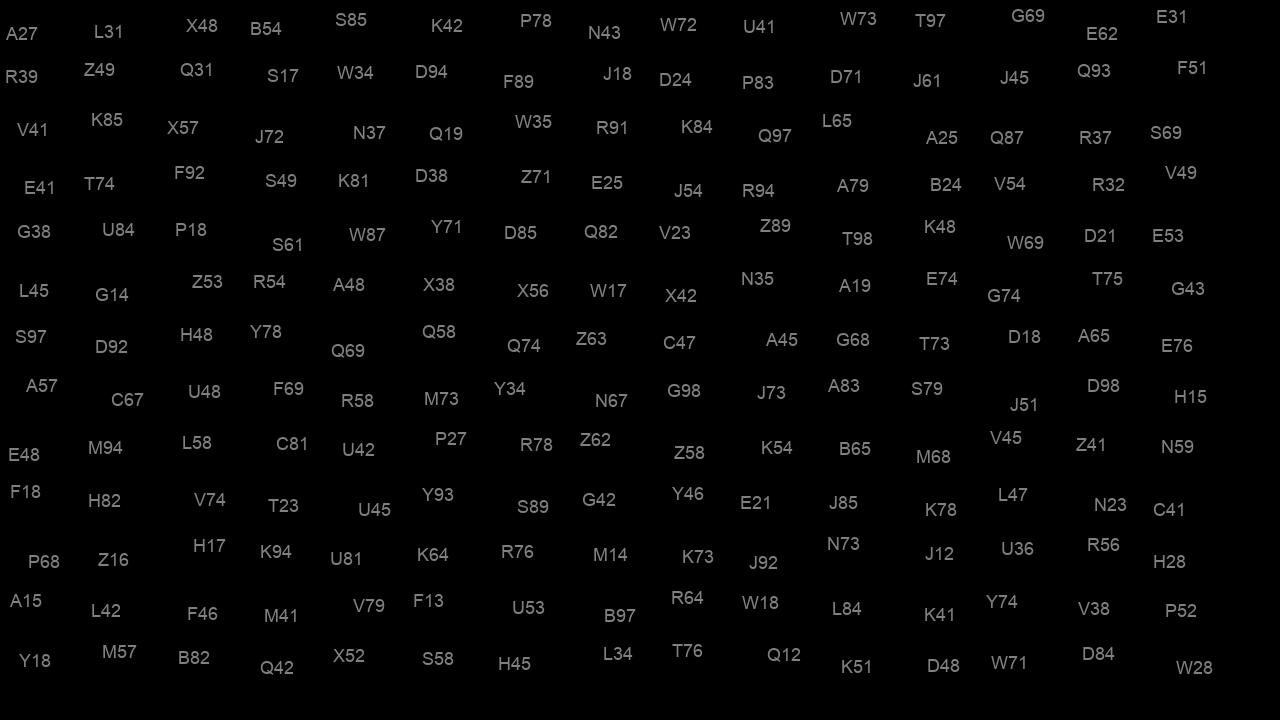 A27 L31 X48 B54 S85 K42 P78 N43 W72 U41 W73 T97 G69 E62 E31
R39 Z49 Q31 S17 W34 D94 F89 J18 D24 P83 D71 J61 J45 Q93 F51
V41 K85 X57 J72 N37 Q19 W35 R91 K84 Q97 L65 A25 Q87 R37 S69
E41 T74 F92 S49 K81 D38 Z71 E25 J54 R94 A79 B24 V54 R32 V49
G38 U84 P18 S61 W87 Y71 D85 Q82 V23 Z89 T98 K48 W69 D21 E53
L45 G14 Z53 R54 A48 X38 X56 W17 X42 N35 A19 E74 G74 T75 G43
S97 D92 H48 Y78 Q69 Q58 Q74 Z63 C47 A45 G68 T73 D18 A65 E76
A57 C67 U48 F69 R58 M73 Y34 N67 G98 J73 A83 S79 J51 D98 H15
E48 M94 L58 C81 U42 P27 R78 Z62 Z58 K54 B65 M68 V45 Z41 N59
F18 H82 V74 T23 U45 Y93 S89 G42 Y46 E21 J85 K78 L47 N23 C41
P68 Z16 H17 K94 U81 K64 R76 M14 K73 J92 N73 J12 U36 R56 H28
A15 L42 F46 M41 V79 F13 U53 B97 R64 W18 L84 K41 Y74 V38 P52
Y18 M57 B82 Q42 X52 S58 H45 L34 T76 Q12 K51 D48 W71 D84 W28